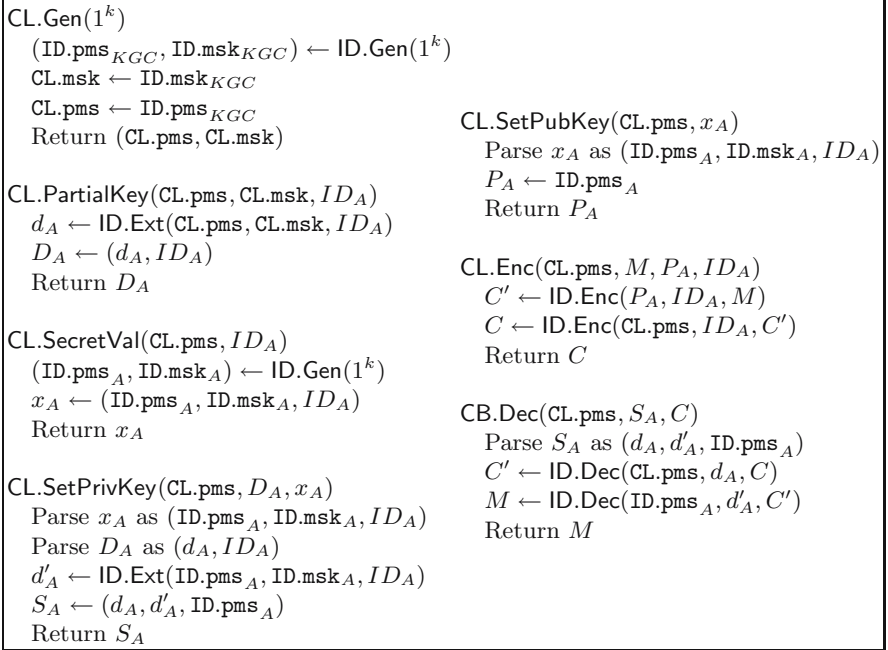 CL.Gen(1^k)
(ID.pms_KGC, ID.msk_KGC) ← ID.Gen(1^k)
CL.msk ← ID.msk_KGC
CL.pms ← ID.pms_KGC
Return (CL.pms, CL.msk)
CL.PartialKey(CL.pms, CL.msk, ID_A)
d_A ← ID.Ext(CL.pms, CL.msk, ID_A)
D_A ← (d_A, ID_A)
Return D_A
CL.SecretVal(CL.pms, ID_A)
(ID.pms_A, ID.msk_A) ← ID.Gen(1^k)
x_A ← (ID.pms_A, ID.msk_A, ID_A)
Return x_A
CL.SetPrivKey(CL.pms, D_A, x_A)
Parse x_A as (ID.pms_A, ID.msk_A, ID_A)
Parse D_A as (d_A, ID_A)
d'_A ← ID.Ext(ID.pms_A, ID.msk_A, ID_A)
S_A ← (d_A, d'_A, ID.pms_A)
Return S_A
CL.SetPubKey(CL.pms, x_A)
Parse x_A as (ID.pms_A, ID.msk_A, ID_A)
P_A ← ID.pms_A
Return P_A
CL.Enc(CL.pms, M, P_A, ID_A)
C' ← ID.Enc(P_A, ID_A, M)
C ← ID.Enc(CL.pms, ID_A, C')
Return C
CB.Dec(CL.pms, S_A, C)
Parse S_A as (d_A, d'_A, ID.pms_A)
C' ← ID.Dec(CL.pms, d_A, C)
M ← ID.Dec(ID.pms_A, d'_A, C')
Return M